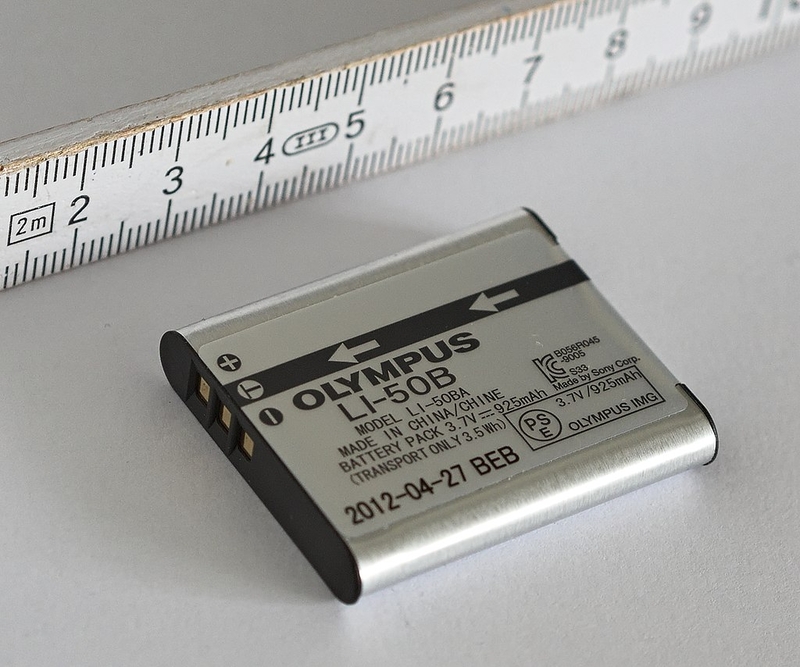 2m 2 3 4 III 5 6 7 8 9
+
T
–
OLYMPUS
LI-50B
MODEL LI-50BA
MADE IN CHINA/CHINE
BATTERY PACK 3.7V⎓925mAh
(TRANSPORT ONLY 3.5Wh)
2012-04-27 BEB
B056R045
-9005
S33
Made by Sony Corp.
3.7V/925mAh
PS
E
OLYMPUS IMG